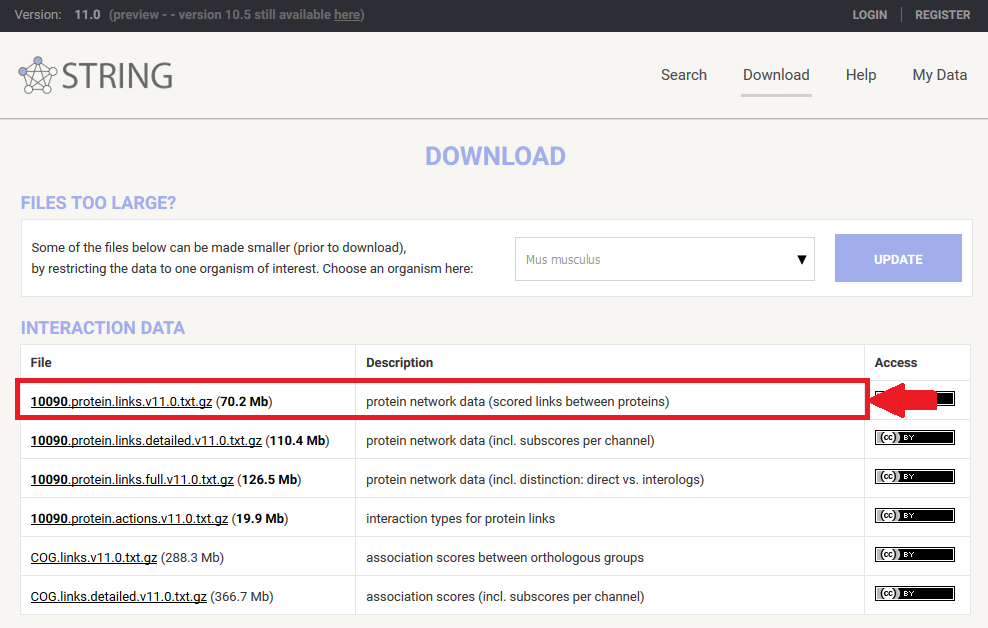 Version: 11.0 (preview - - version 10.5 still available here) LOGIN REGISTER
STRING Search Download Help My Data
DOWNLOAD
FILES TOO LARGE?
Some of the files below can be made smaller (prior to download),
by restricting the data to one organism of interest. Choose an organism here:
Mus musculus
UPDATE
INTERACTION DATA
File Description Access
10090.protein.links.v11.0.txt.gz (70.2 Mb) protein network data (scored links between proteins)
10090.protein.links.detailed.v11.0.txt.gz (110.4 Mb) protein network data (incl. subscores per channel) (cc) BY
10090.protein.links.full.v11.0.txt.gz (126.5 Mb) protein network data (incl. distinction: direct vs. interologs) (cc) BY
10090.protein.actions.v11.0.txt.gz (19.9 Mb) interaction types for protein links (cc) BY
COG.links.v11.0.txt.gz (288.3 Mb) association scores between orthologous groups (cc) BY
COG.links.detailed.v11.0.txt.gz (366.7 Mb) association scores (incl. subscores per channel) (cc) BY